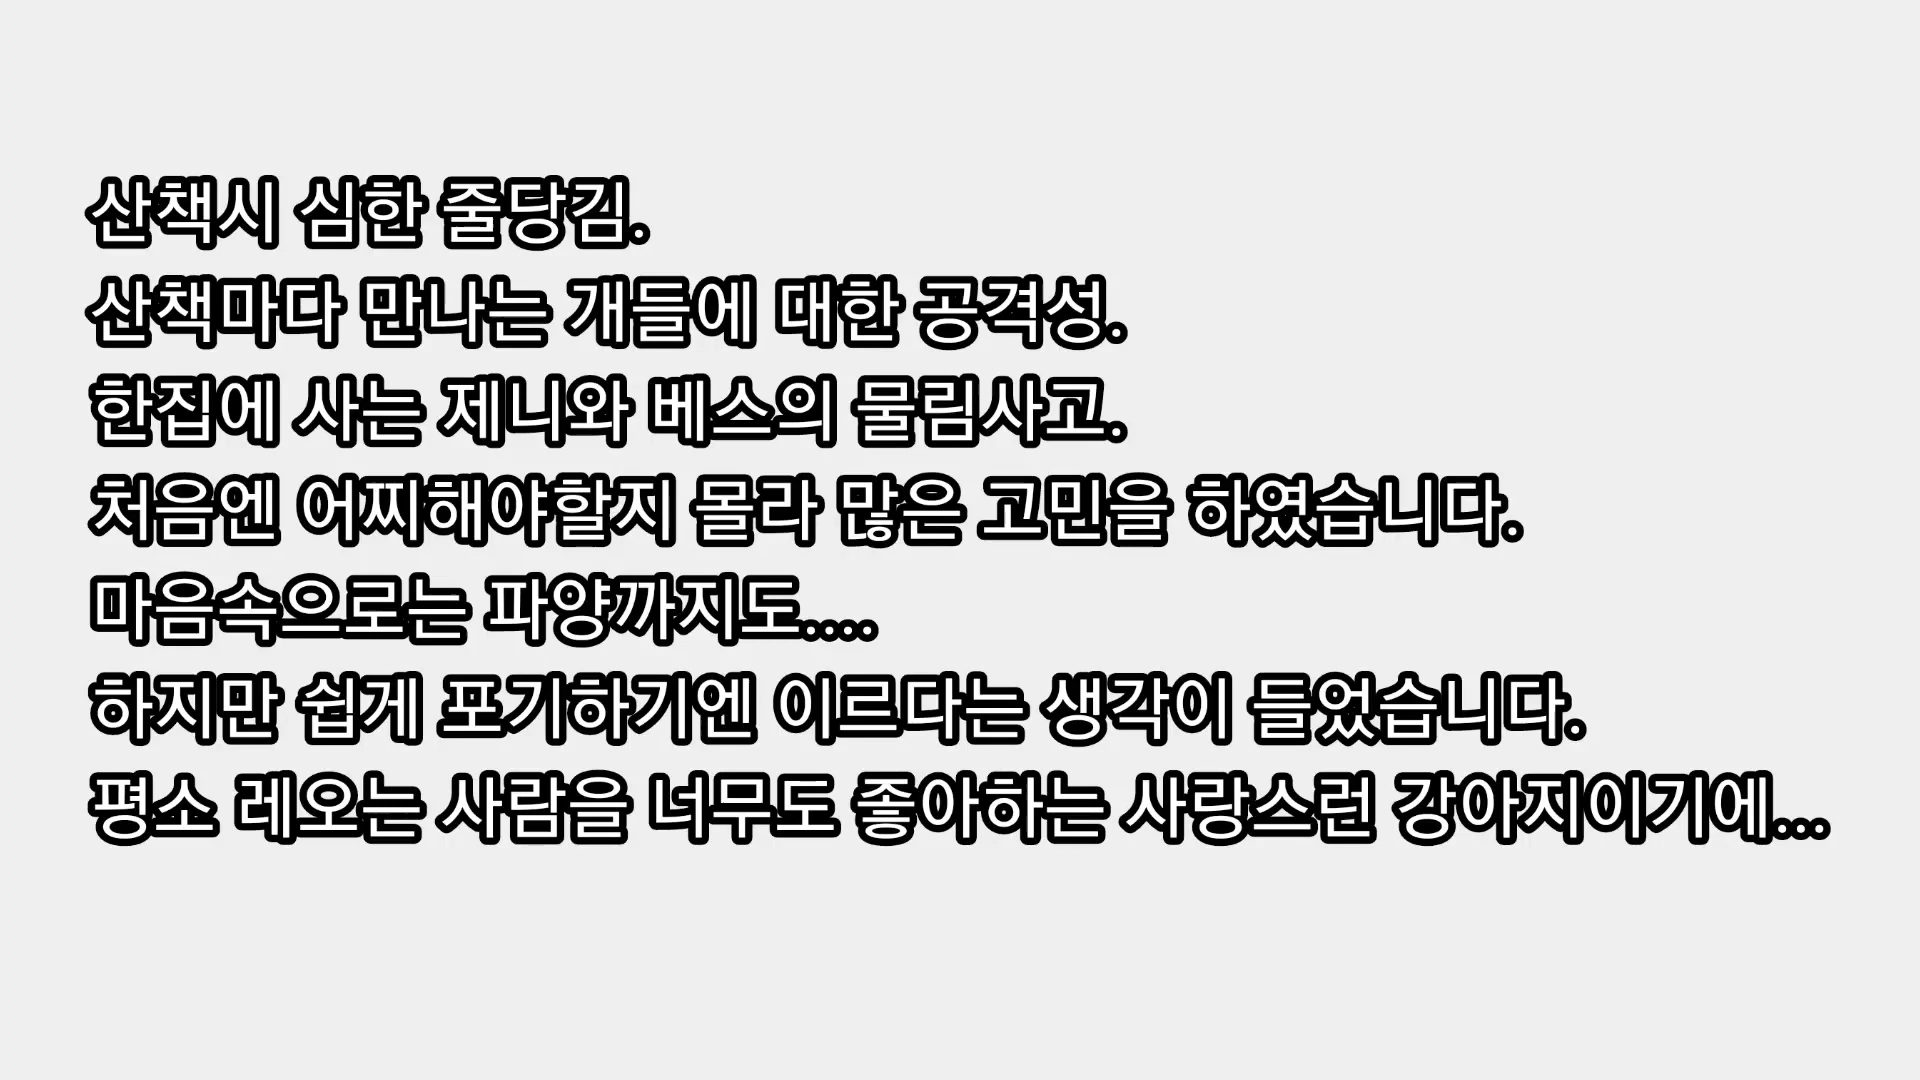 산책시 심한 줄당김.
산책마다 만나는 개들에 대한 공격성.
한집에 사는 제니와 베스의 물림사고.
처음엔 어찌해야할지 몰라 많은 고민을 하였습니다.
마음속으로는 파양까지도....
하지만 쉽게 포기하기엔 이르다는 생각이 들었습니다.
평소 레오는 사람을 너무도 좋아하는 사랑스런 강아지이기에...